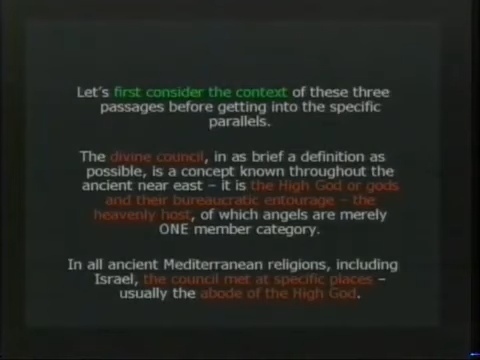 Let's first consider the context of these three
passages before getting into the specific
parallels.
The divine council, in as brief a definition as
possible, is a concept known throughout the
ancient near east – it is the High God or gods
and their bureaucratic entourage – the
heavenly host, of which angels are merely
ONE member category.
In all ancient Mediterranean religions, including
Israel, the council met at specific places –
usually the abode of the High God.